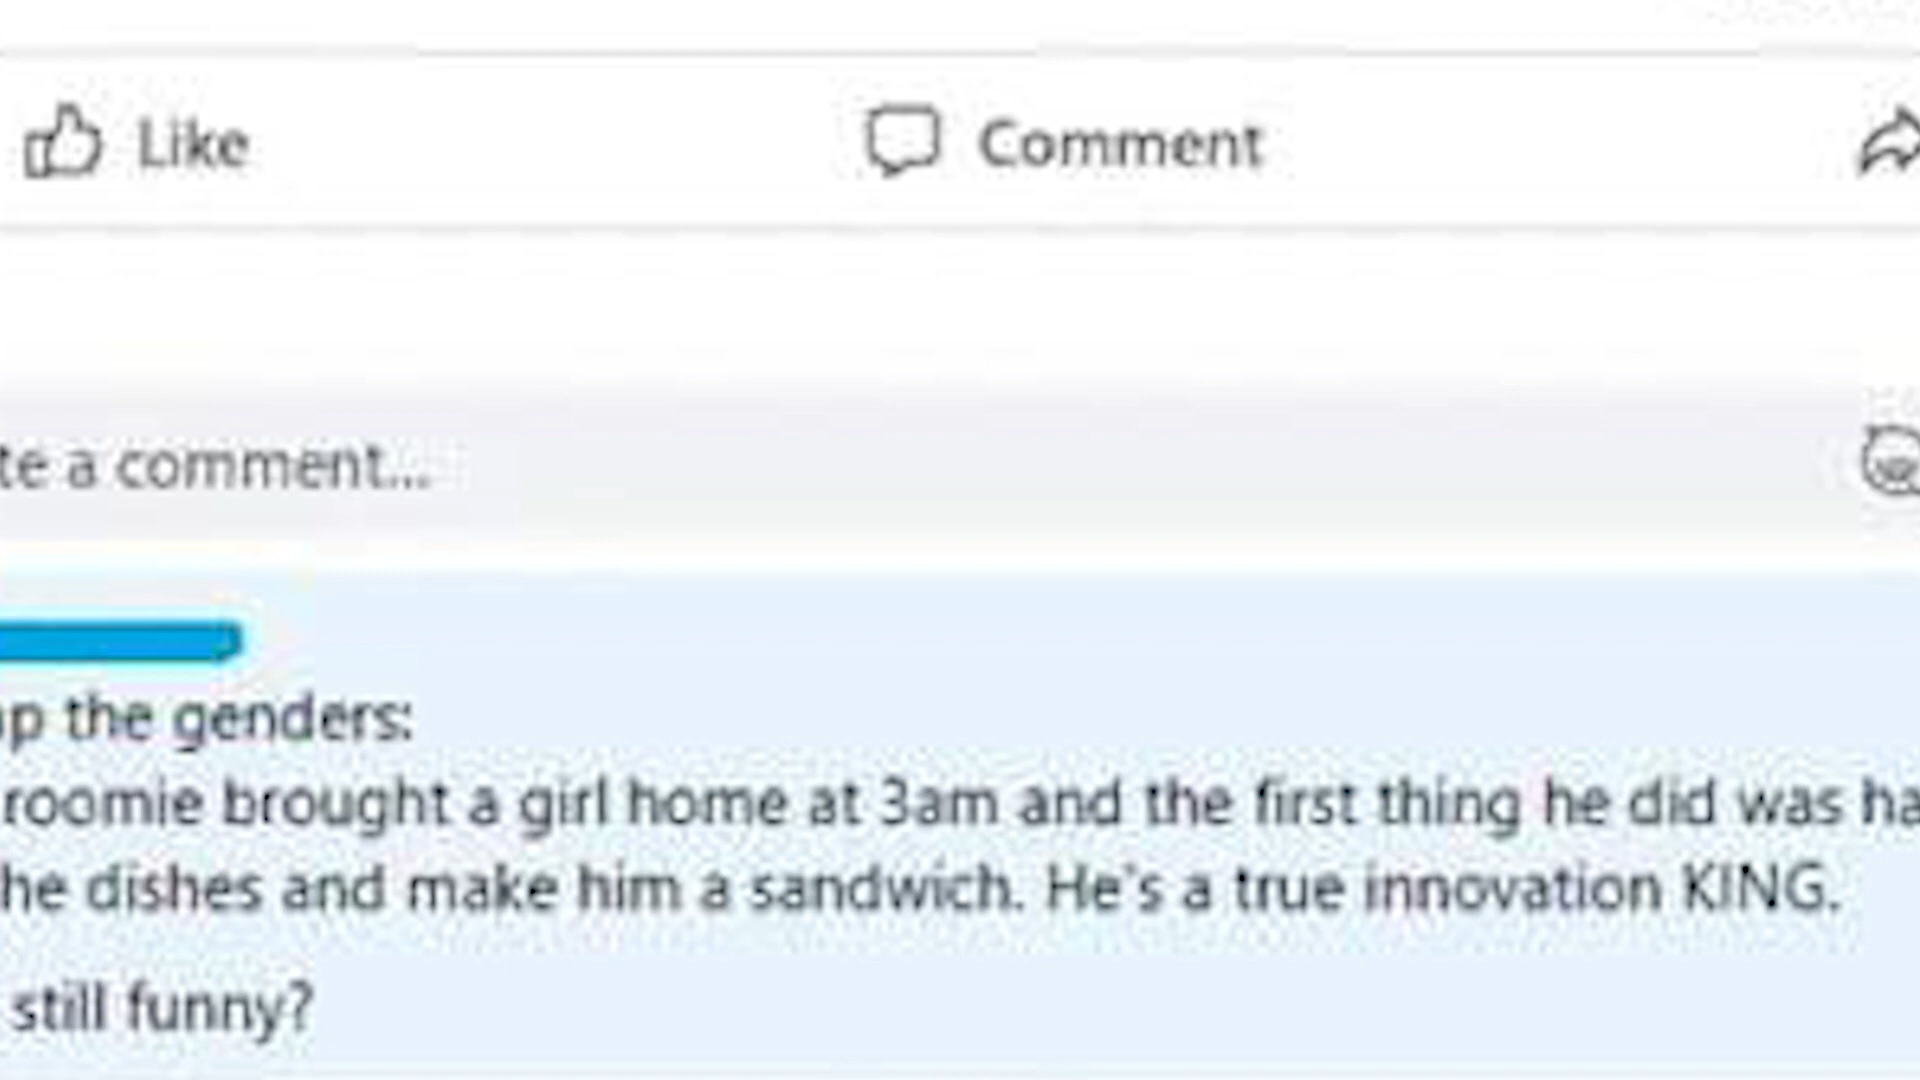 Like Comment
te a comment...
ap the genders:
roomie brought a girl home at 3am and the first thing he did was ha
he dishes and make him a sandwich. He's a true innovation KING.
still funny?